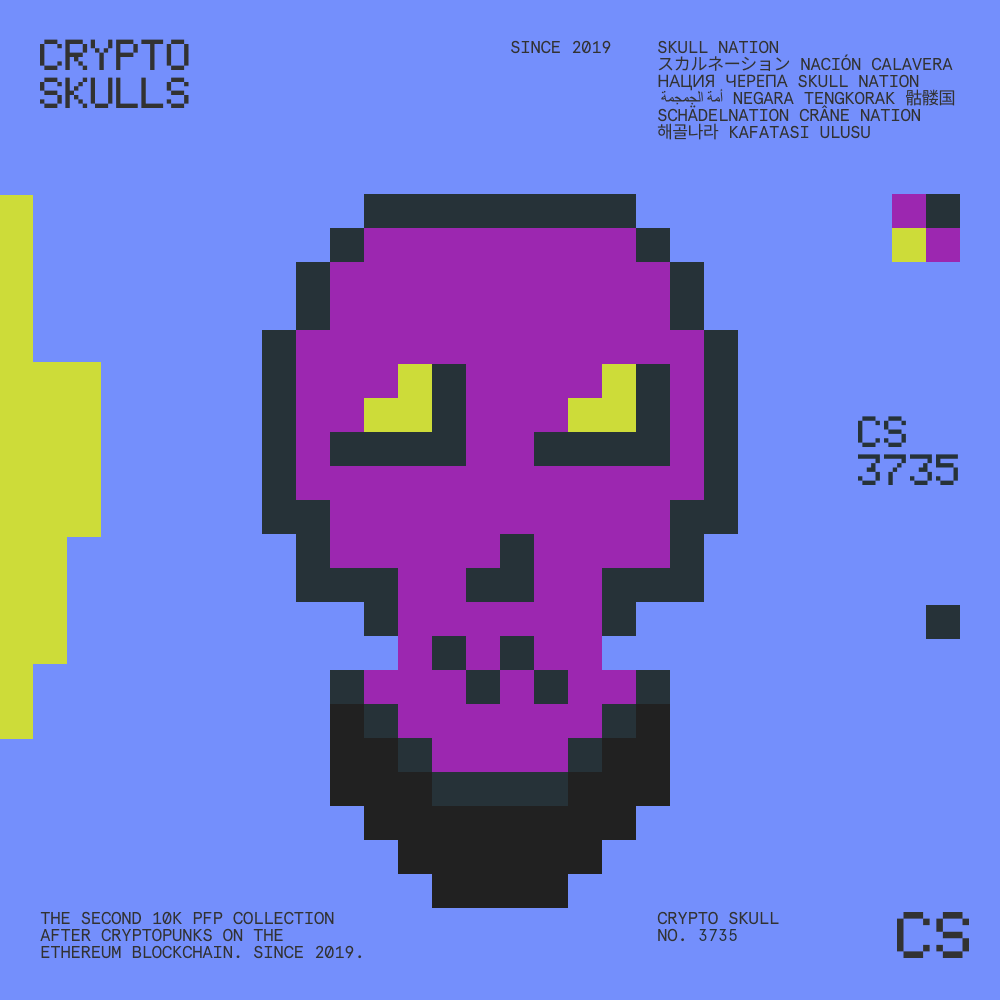 CRYPTO
SKULLS
SINCE 2019
SKULL NATION
スカルネーション NACIÓN CALAVERA
НАЦИЯ ЧЕРЕПА SKULL NATION
أمة الجمجمة NEGARA TENGKORAK 骷髅国
SCHÄDELNATION CRÂNE NATION
해골나라 KAFATASI ULUSU
CS
3735
THE SECOND 10K PFP COLLECTION
AFTER CRYPTOPUNKS ON THE
ETHEREUM BLOCKCHAIN. SINCE 2019.
CRYPTO SKULL
NO. 3735
CS